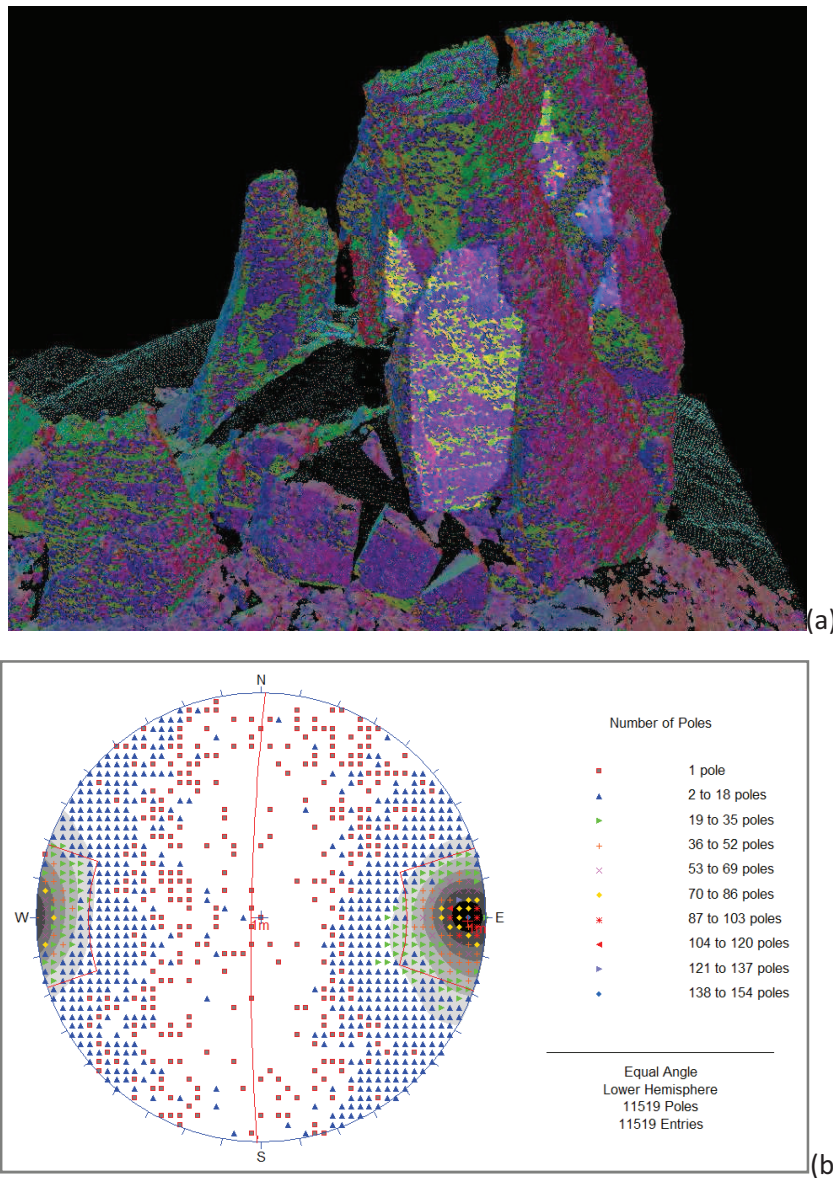 (a)
N
W
E
S
1m
1m
Number of Poles
1 pole
2 to 18 poles
19 to 35 poles
36 to 52 poles
53 to 69 poles
70 to 86 poles
87 to 103 poles
104 to 120 poles
121 to 137 poles
138 to 154 poles
Equal Angle
Lower Hemisphere
11519 Poles
11519 Entries
(b